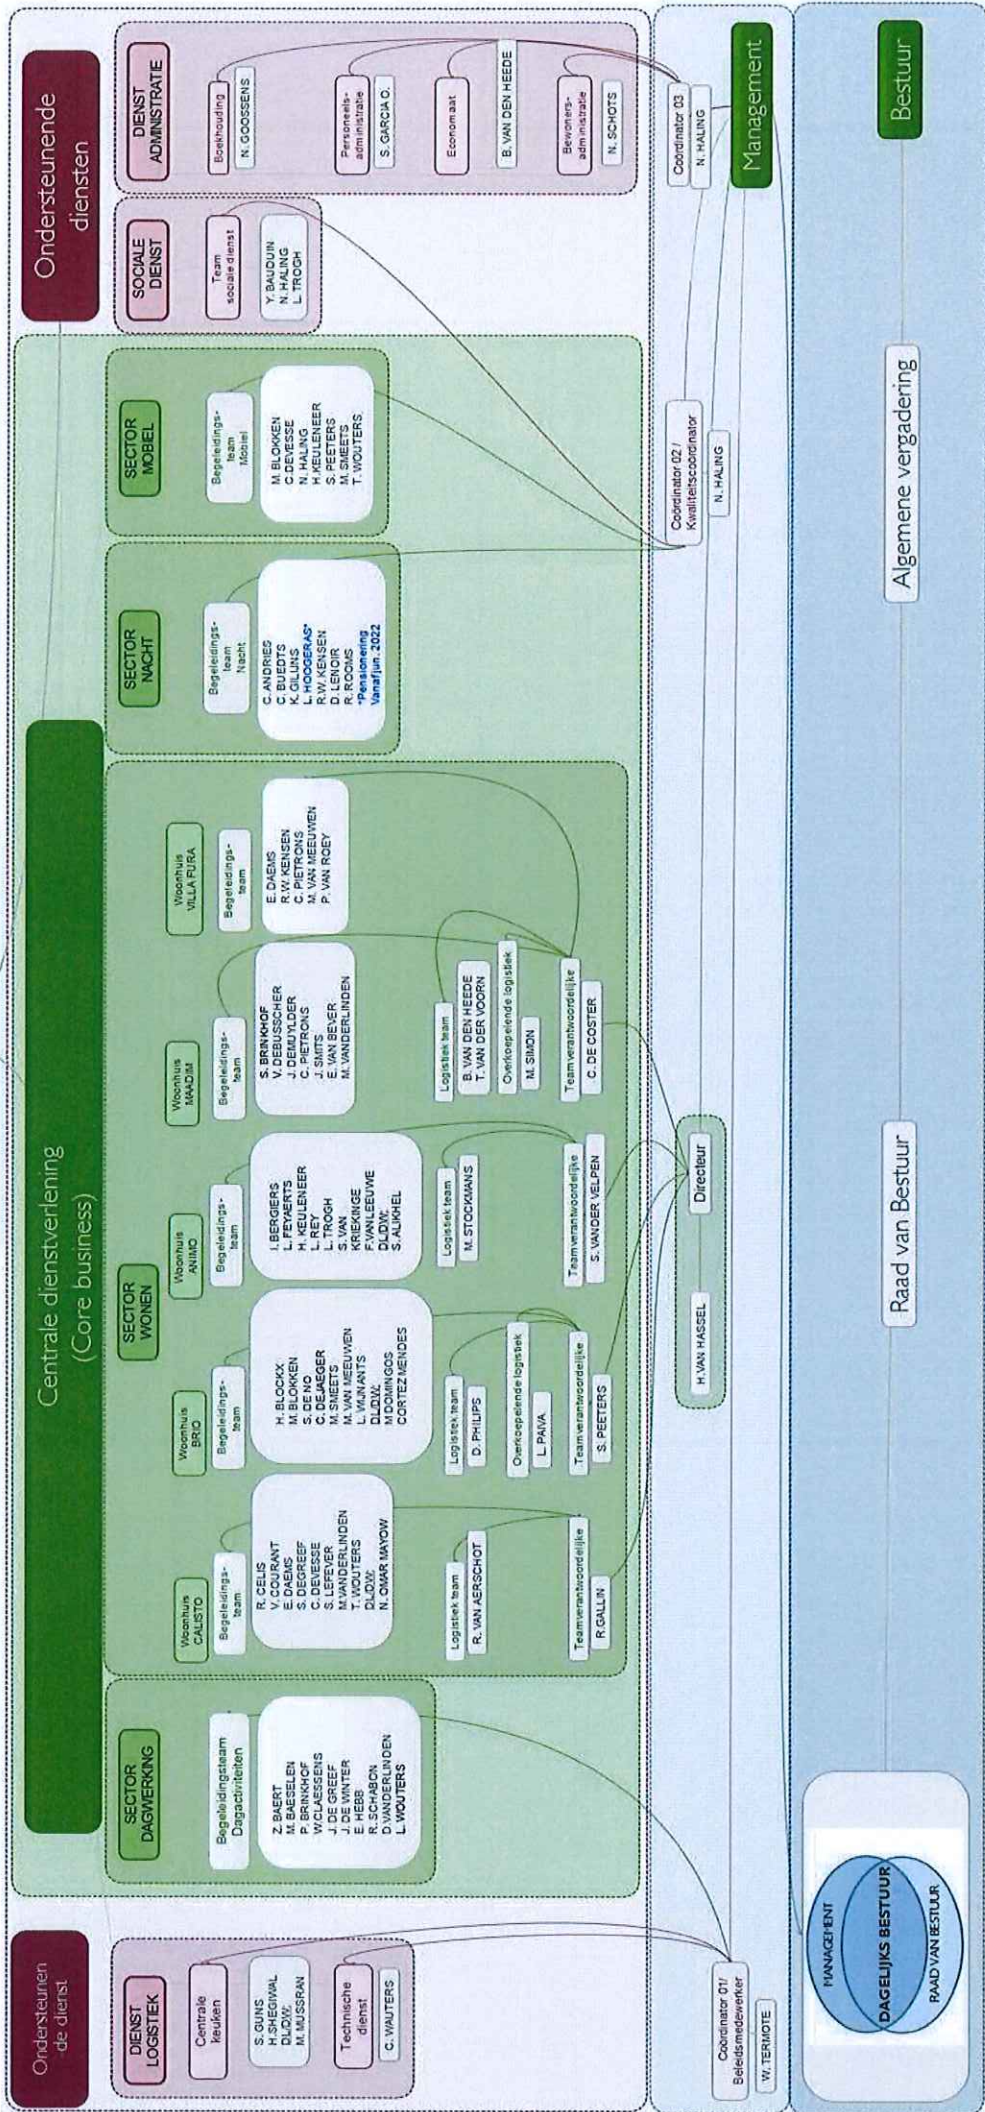 Ondersteunen
-de dienst
DIENST
LOGISTIEK
Centrale
keuken
S. GUNS
H.SHEGIWAL
DL/DW:
M. MUSSRAN
Technische
dienst
C. WAUTERS
Centrale dienstverlening
(Core business)
SECTOR
DAGWERKING
Begeleidingsteam
Dagactiviteiten
Z. BAERT
M. BAESELEN
P. BRINKHOF
W.CLAESSENS
J. DE GREEF
J. DE WINTER
E. HEBB
R. SCHABON
D.VANDERLINDEN
L. WOUTERS
SECTOR
WONEN
Woonhuis
CALISTO
Begeleidings-
team
R. CELIS
V. COURANT
E. DAEMS
S. DEGREEF
C. DEVESSE
S. LEFEVER
M.VANDERLINDEN
T. WOUTERS
DL/DW:
N. OMAR MAYOW
Logistiek team
R. VAN AERSCHOT
Teamverantwoordelijke
R.GALLIN
Woonhuis
BRIO
Begeleidings-
team
H. BLOCKX
M. BLOKKEN
S. DE NO
C. DEJAEGER
M. SMEETS
M. VAN MEEUWEN
L. WIJNANTS
DL/DW:
M DOMINGOS
CORTEZ MENDES
Logistiek team
D. PHILIPS
Overkoepelende logistiek
L. PAIVA
Teamverantwoordelijke
S. PEETERS
Woonhuis
ANIMO
Begeleidings-
team
I. BERGIERS
L. FEYAERTS
H. KEULENEER
L. REY
L. TROGH
S. VAN
KRIEKINGE
F.VANLEEUWE
DL/DW:
S. ALIKHEL
Logistiek team
M. STOCKMANS
Teamverantwoordelijke
S. VANDER VELPEN
Woonhuis
MAADIM
Begeleidings-
team
S. BRINKHOF
V. DEBUSSCHER
J. DEMUYLDER
C. PIETRONS
J. SMITS
E. VAN BEVER
M. VANDERLINDEN
Logistiek team
B. VAN DEN HEEDE
T. VAN DER VOORN
Overkoepelende logistiek
M. SIMON
Teamverantwoordelijke
C. DE COSTER
Woonhuis
VILLA FURA
Begeleidings-
team
E. DAEMS
R.W. KENSEN
C. PIETRONS
M. VAN MEEUWEN
P. VAN ROEY
SECTOR
NACHT
Begeleidings-
team
Nacht
C. ANDRIES
C. BUEDTS
K. GILIJNS
L. HOOGERAS*
R.W. KENSEN
D. LENOIR
R. ROOMS
*Pensionering
Vanaf jun. 2022
SECTOR
MOBIEL
Begeleidings-
team
Mobiel
M. BLOKKEN
C. DEVESSE
N. HALING
H.KEULENEER
S. PEETERS
M. SMEETS
T. WOUTERS
Ondersteunende
diensten
SOCIALE
DIENST
Team
sociale dienst
Y. BAUDUIN
N. HALING
L. TROGH
DIENST
ADMINISTRATIE
Boekhouding
N. GOOSSENS
Personeels-
administratie
S. GARCIA O.
Economaat
B. VAN DEN HEEDE
Bewoners-
administratie
N. SCHOTS
Coördinator 01/
Beleidsmedewerker
W. TERMOTE
H.VAN HASSEL
Directeur
Coördinator 02 /
Kwaliteitscoordinator
N. HALING
Coördinator 03
N. HALING
Management
MANAGEMENT
DAGELIJKS BESTUUR
RAAD VAN BESTUUR
Raad van Bestuur
Algemene vergadering
Bestuur